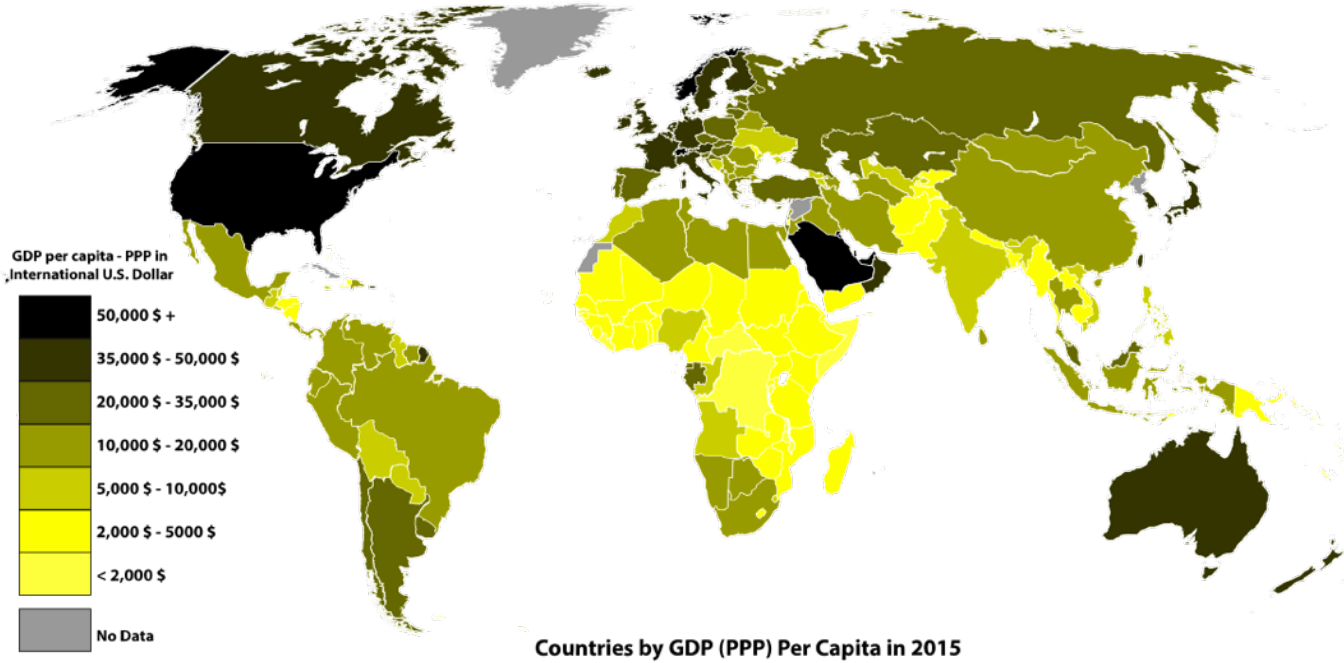 GDP per capita - PPP in
International U.S. Dollar
50,000 $ +
35,000 $ - 50,000 $
20,000 $ - 35,000 $
10,000 $ - 20,000 $
5,000 $ - 10,000$
2,000 $ - 5000 $
< 2,000 $
No Data
Countries by GDP (PPP) Per Capita in 2015